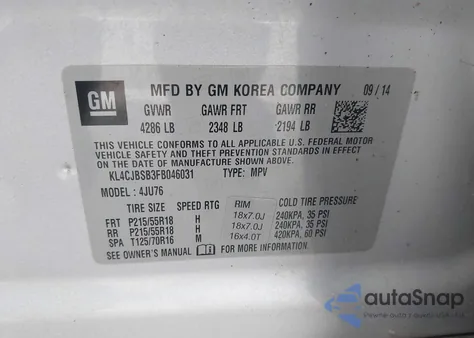 GM
MFD BY GM KOREA COMPANY 09/14
GVWR GAWR FRT GAWR RR
4286 LB 2348 LB 2194 LB
THIS VEHICLE CONFORMS TO ALL APPLICABLE U.S. FEDERAL MOTOR
VEHICLE SAFETY, BUMPER, AND THEFT PREVENTION STANDARDS IN
EFFECT ON THE DATE OF MANUFACTURE SHOWN ABOVE.
KL4CJBSB3FB046031 TYPE: MPV
MODEL: 4JU76
TIRE SIZE SPEED RTG RIM COLD TIRE PRESSURE
FRT P215/55R18 H 18x7.0J 240KPA, 35 PSI
RR P215/55R18 H 18x7.0J 240KPA, 35 PSI
SPA T125/70R16 M 16x4.0T 420KPA, 60 PSI
SEE OWNER'S MANUAL FOR MORE INFORMATION
autoSnap